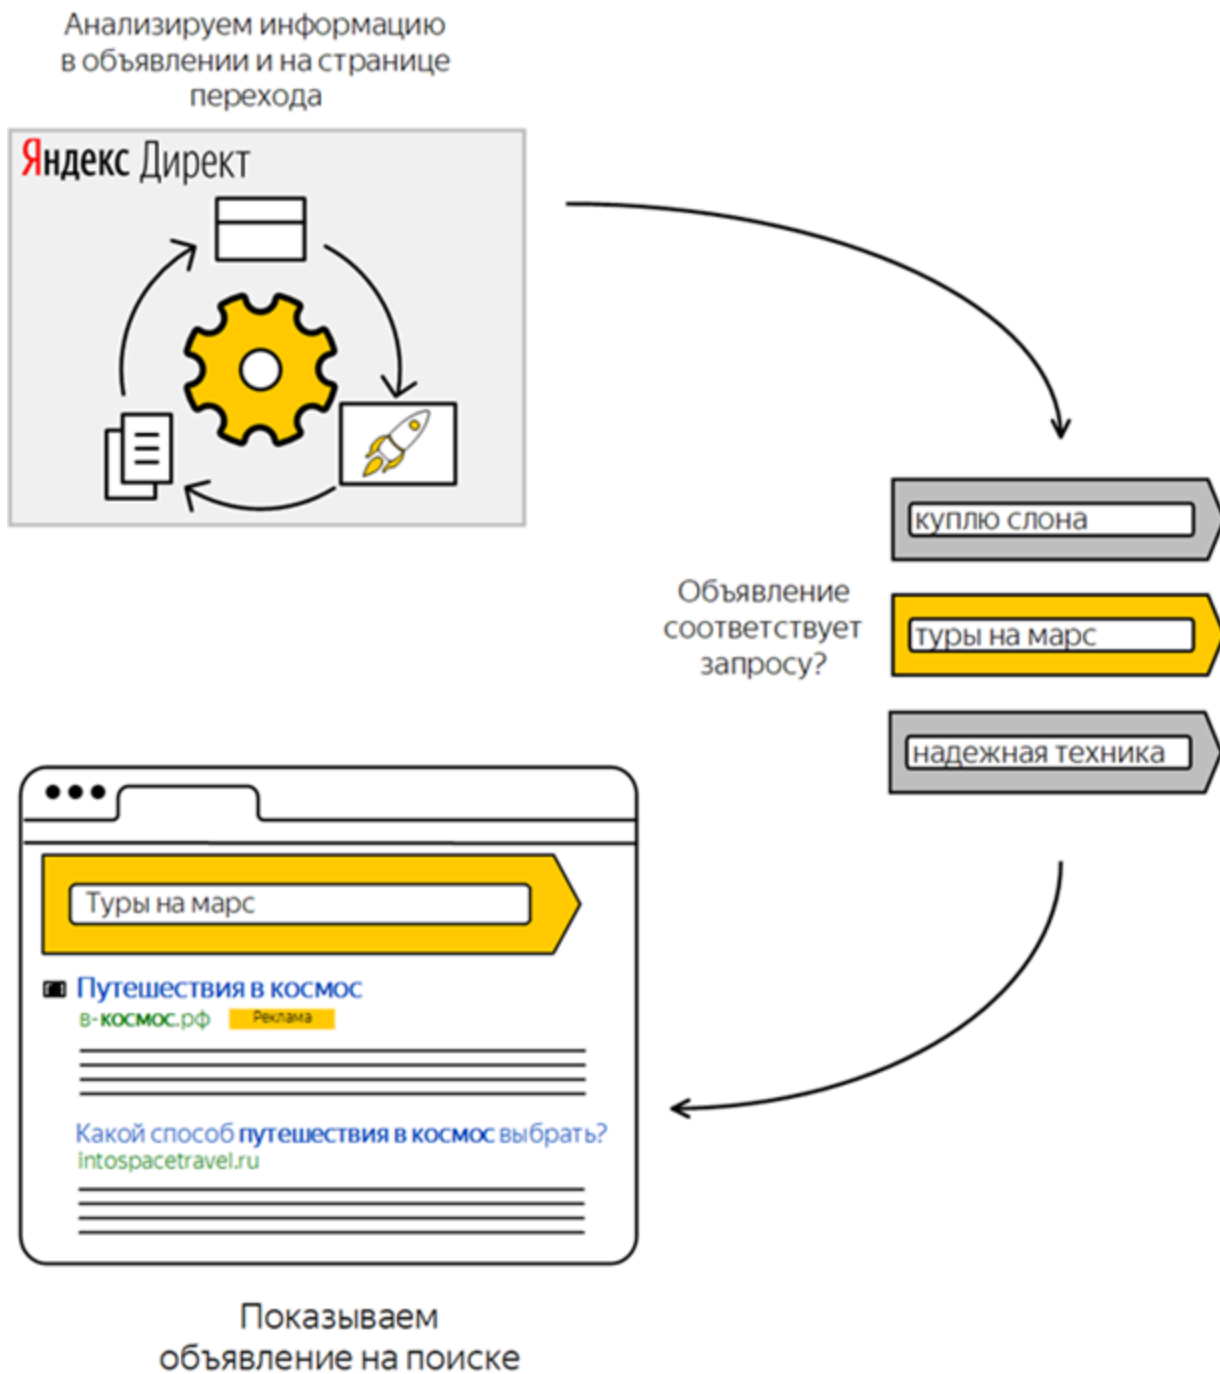 Анализируем информацию
в объявлении и на странице
перехода
Яндекс Директ
куплю слона
Объявление
соответствует
запросу?
туры на марс
надежная техника
Туры на марс
Путешествия в космос
в-космос.рф Реклама
Какой способ путешествия в космос выбрать?
intospacetravel.ru
Показываем
объявление на поиске